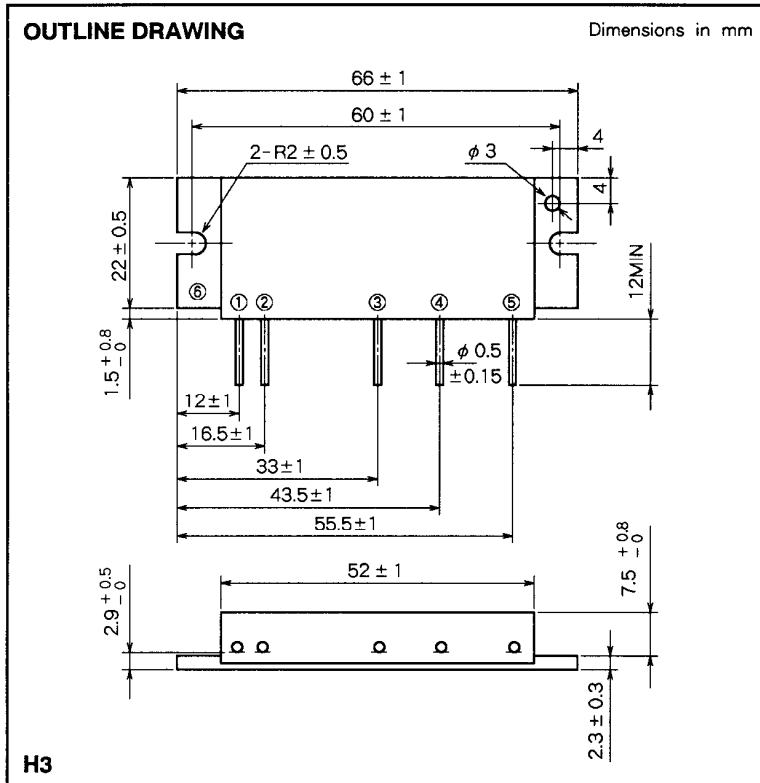 OUTLINE DRAWING
Dimensions in mm
66 ± 1
60 ± 1
4
2-R2 ± 0.5
φ 3
4
22 ± 0.5
12MIN
⑥
① ② ③ ④ ⑤
1.5 + 0.8 - 0
φ 0.5
±0.15
12±1
16.5±1
33±1
43.5±1
55.5±1
52 ± 1
2.9 + 0.5 - 0
7.5 + 0.8 - 0
2.3 ± 0.3
H3